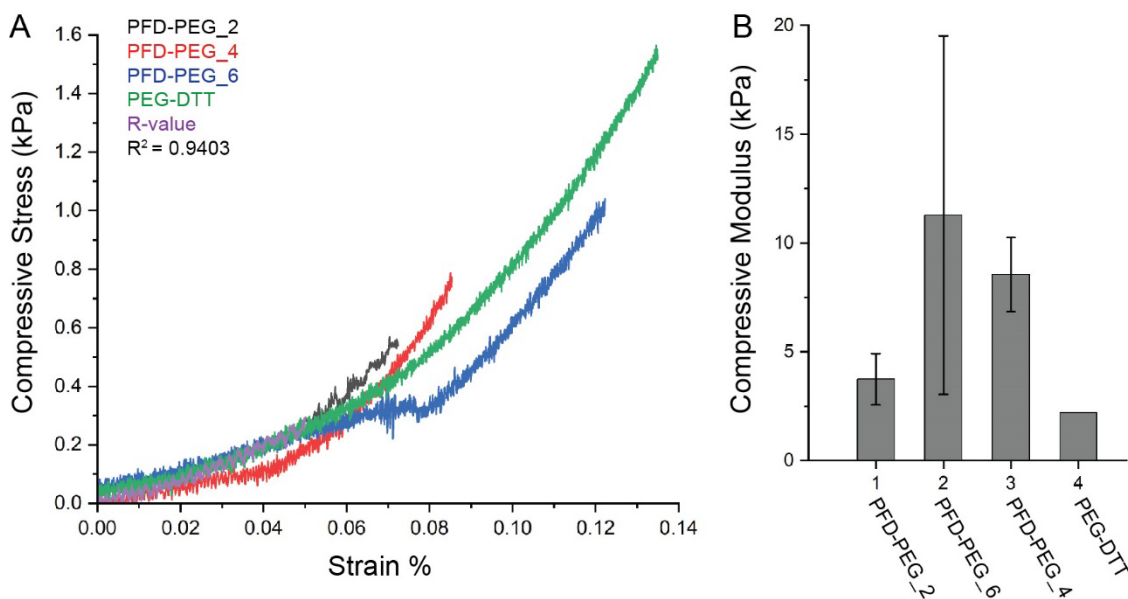 A
PFD-PEG_2
PFD-PEG_4
PFD-PEG_6
PEG-DTT
R-value
R² = 0.9403
Compressive Stress (kPa)
1.6
1.4
1.2
1.0
0.8
0.6
0.4
0.2
0.0
0.00 0.02 0.04 0.06 0.08 0.10 0.12 0.14
Strain %
B
Compressive Modulus (kPa)
20
15
10
5
0
1 2 3 4
PFD-PEG_2
PFD-PEG_6
PFD-PEG_4
PEG-DTT